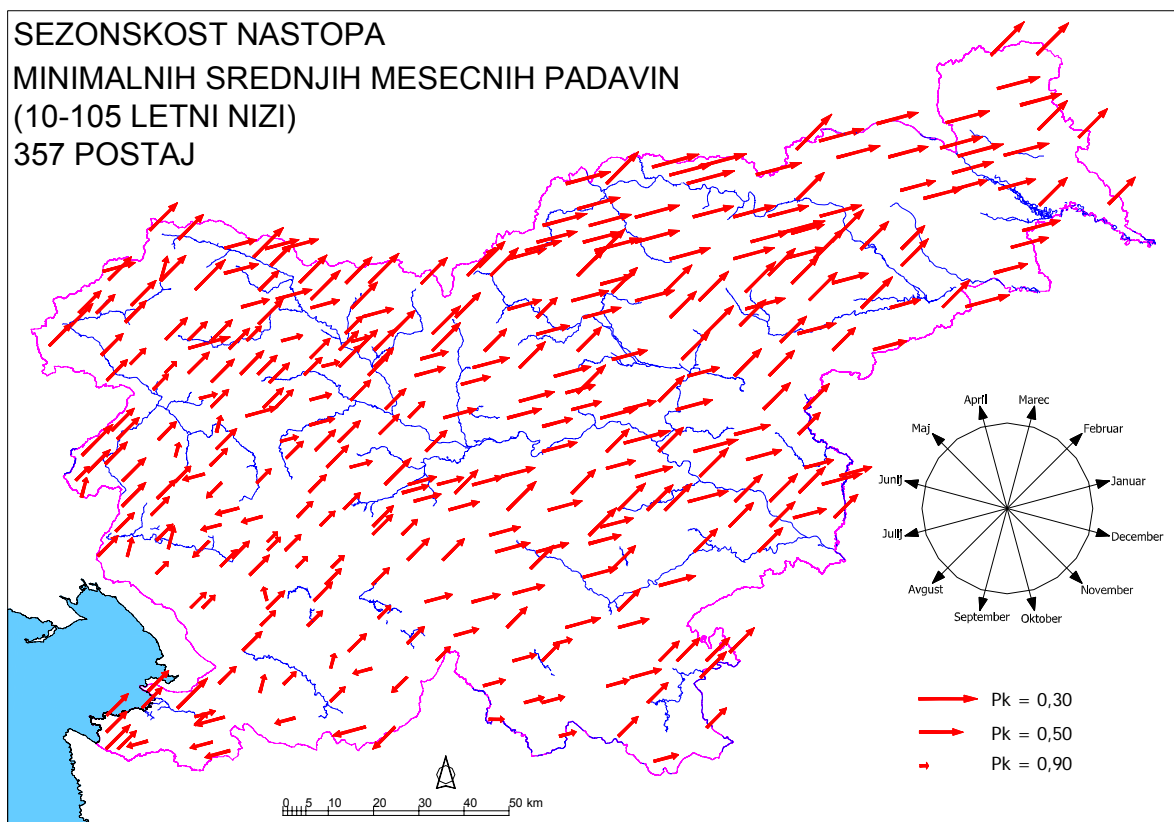 SEZONSKOST NASTOPA
MINIMALNIH SREDNJIH MESECNIH PADAVIN
(10-105 LETNI NIZI)
357 POSTAJ
April
Marec
Maj
Februar
Junij
Januar
Julij
December
Avgust
November
September
Oktober
Pk = 0,30
Pk = 0,50
Pk = 0,90
0 5 10 20 30 40 50 km